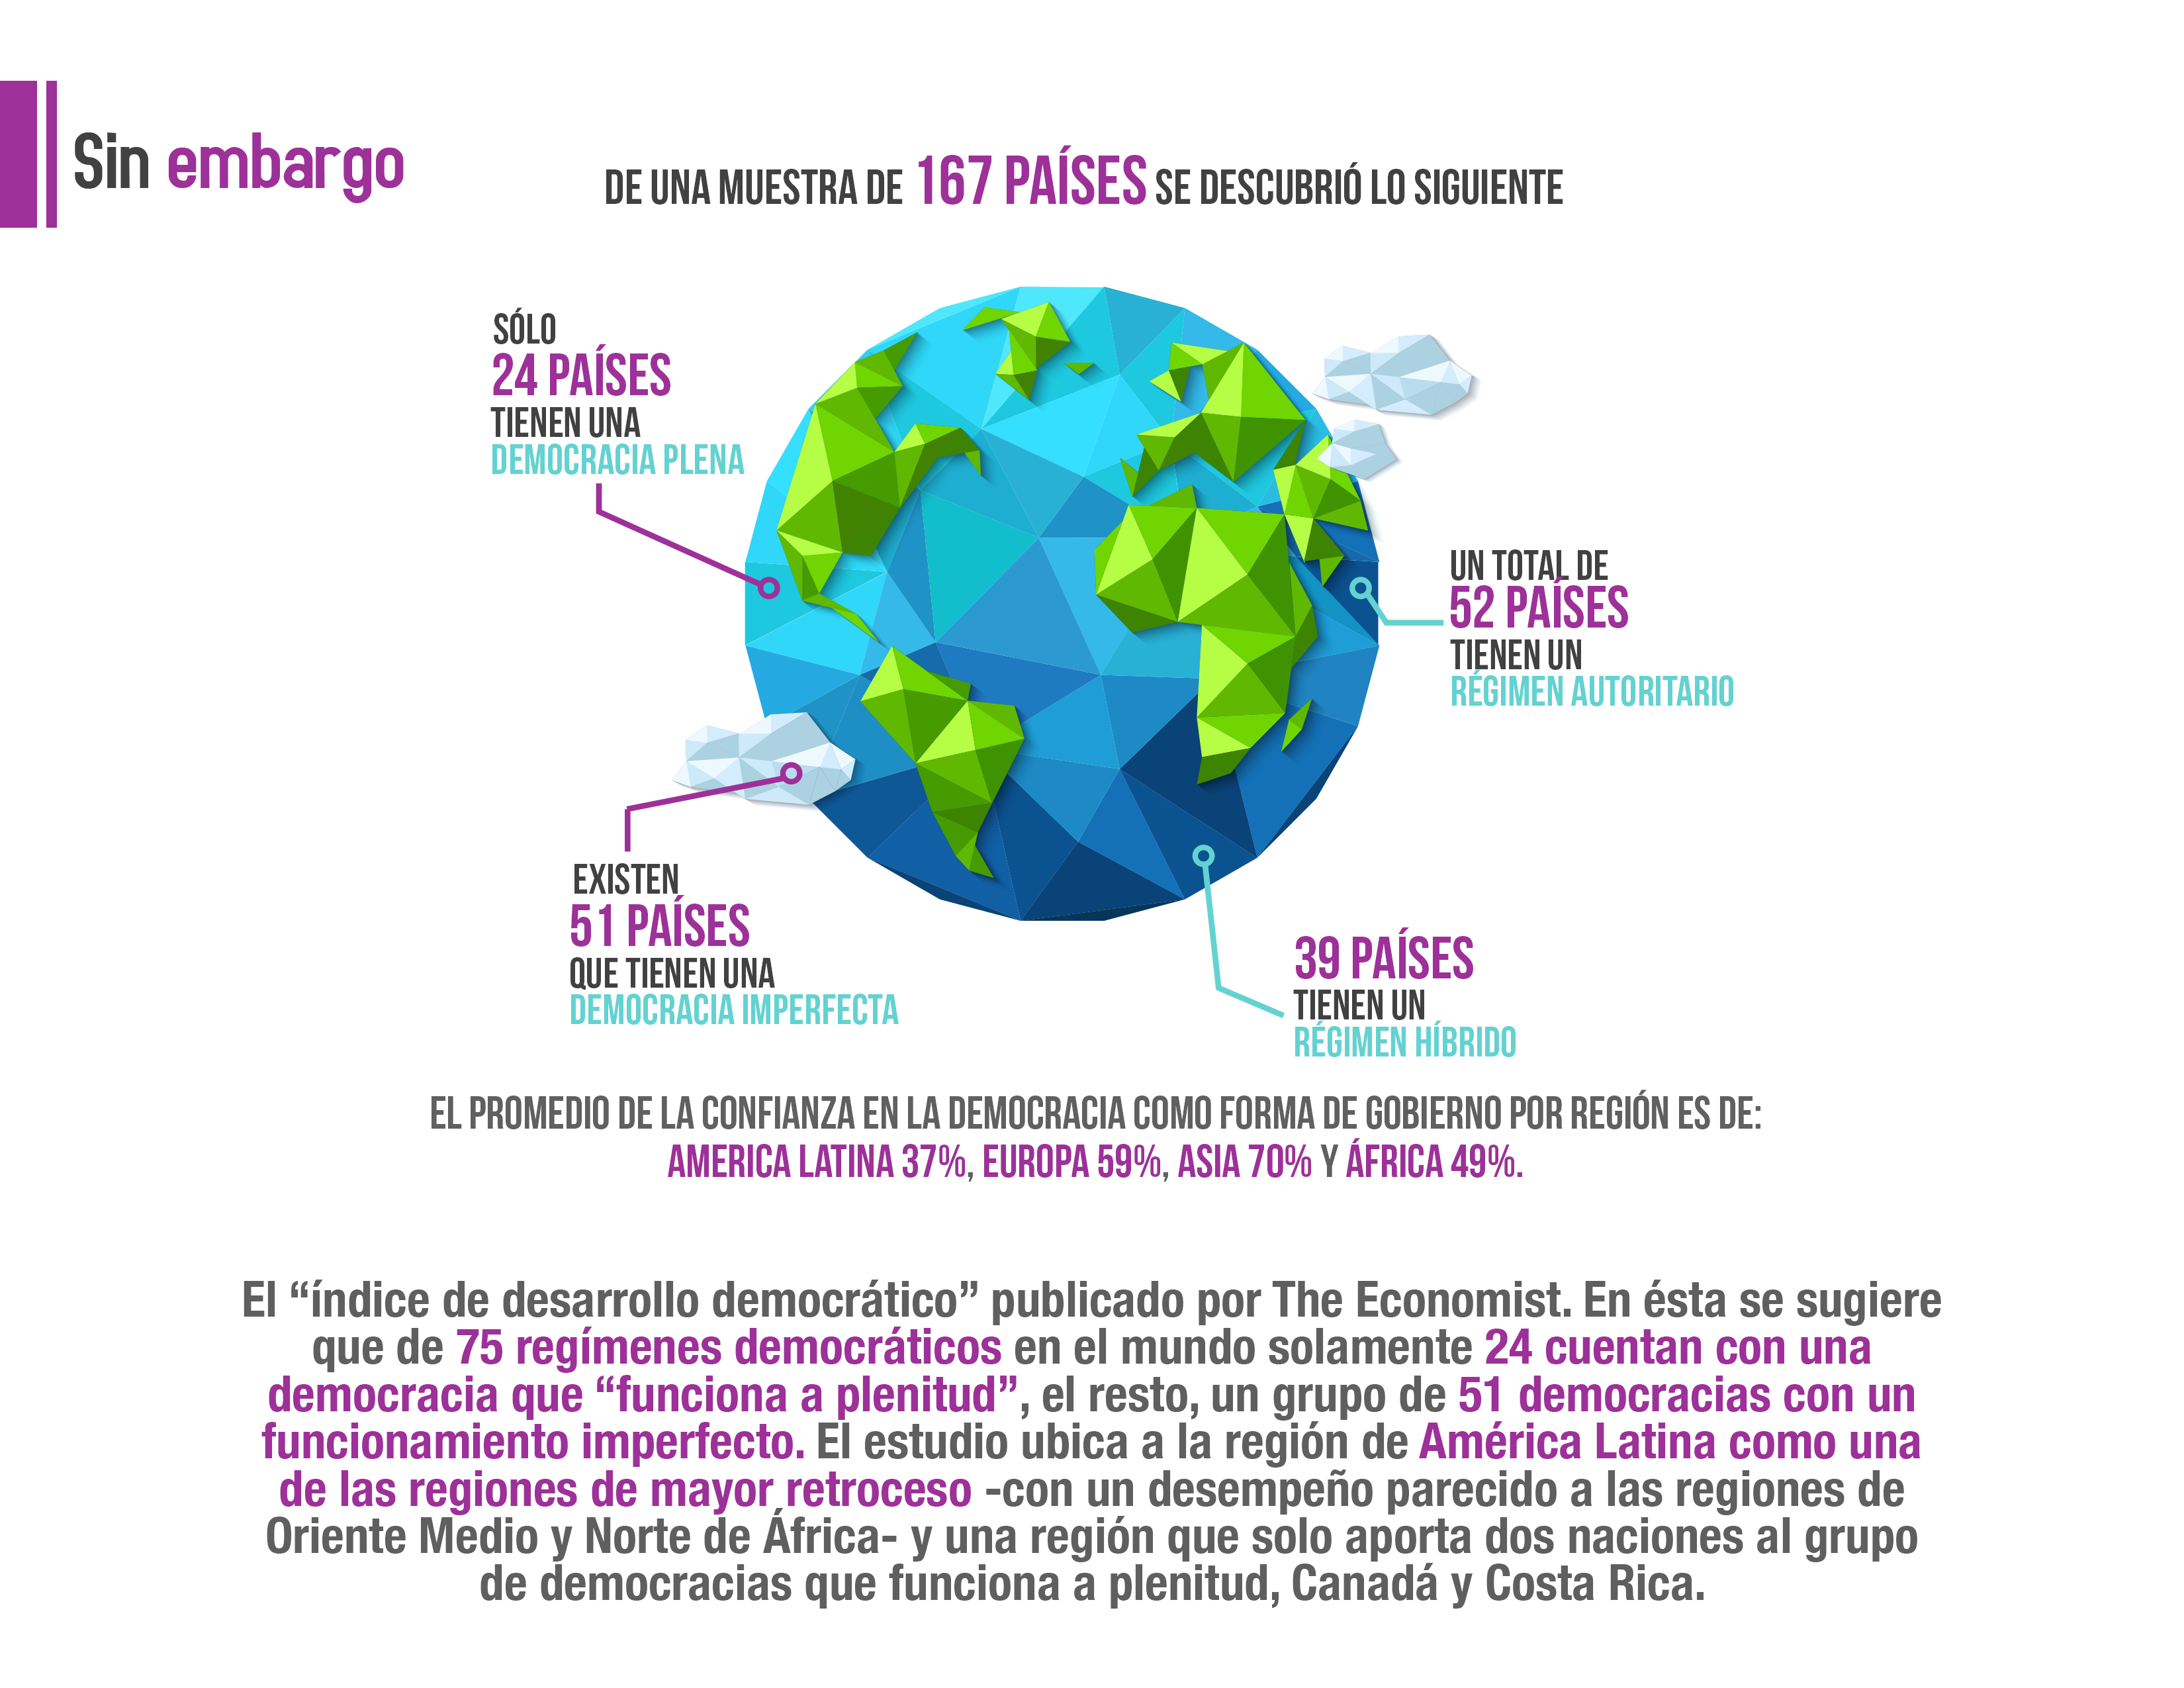 Sin embargo
DE UNA MUESTRA DE 167 PAÍSES SE DESCUBRIÓ LO SIGUIENTE
SÓLO
24 PAÍSES
TIENEN UNA
DEMOCRACIA PLENA
UN TOTAL DE
52 PAÍSES
TIENEN UN
RÉGIMEN AUTORITARIO
EXISTEN
51 PAÍSES
QUE TIENEN UNA
DEMOCRACIA IMPERFECTA
39 PAÍSES
TIENEN UN
RÉGIMEN HÍBRIDO
EL PROMEDIO DE LA CONFIANZA EN LA DEMOCRACIA COMO FORMA DE GOBIERNO POR REGIÓN ES DE:
AMERICA LATINA 37%, EUROPA 59%, ASIA 70% Y ÁFRICA 49%.
El “índice de desarrollo democrático” publicado por The Economist. En ésta se sugiere
que de 75 regímenes democráticos en el mundo solamente 24 cuentan con una
democracia que “funciona a plenitud”, el resto, un grupo de 51 democracias con un
funcionamiento imperfecto. El estudio ubica a la región de América Latina como una
de las regiones de mayor retroceso -con un desempeño parecido a las regiones de
Oriente Medio y Norte de África- y una región que solo aporta dos naciones al grupo
de democracias que funciona a plenitud, Canadá y Costa Rica.